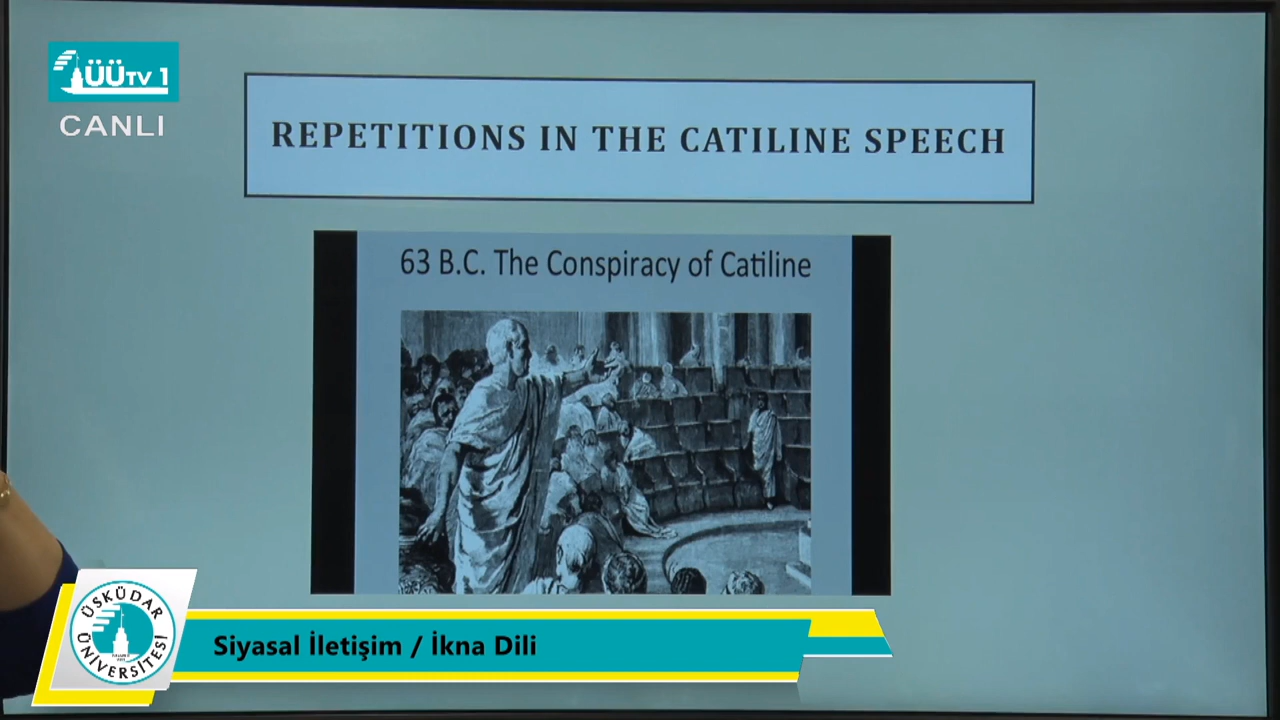 ÜÜTV 1
CANLI
REPETITIONS IN THE CATILINE SPEECH
63 B.C. The Conspiracy of Catiline
ÜSKÜDAR
ÜNİVERSİTESİ
Siyasal İletişim / İkna Dili